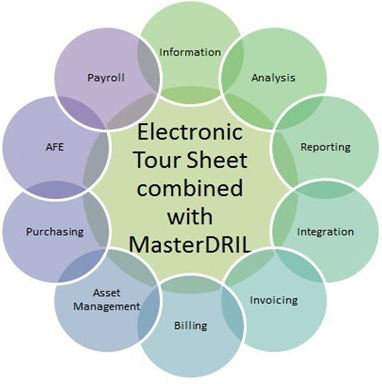 Information
Analysis
Reporting
Integration
Invoicing
Billing
Asset
Management
Purchasing
AFE
Payroll
Electronic
Tour Sheet
combined
with
MasterDRIL